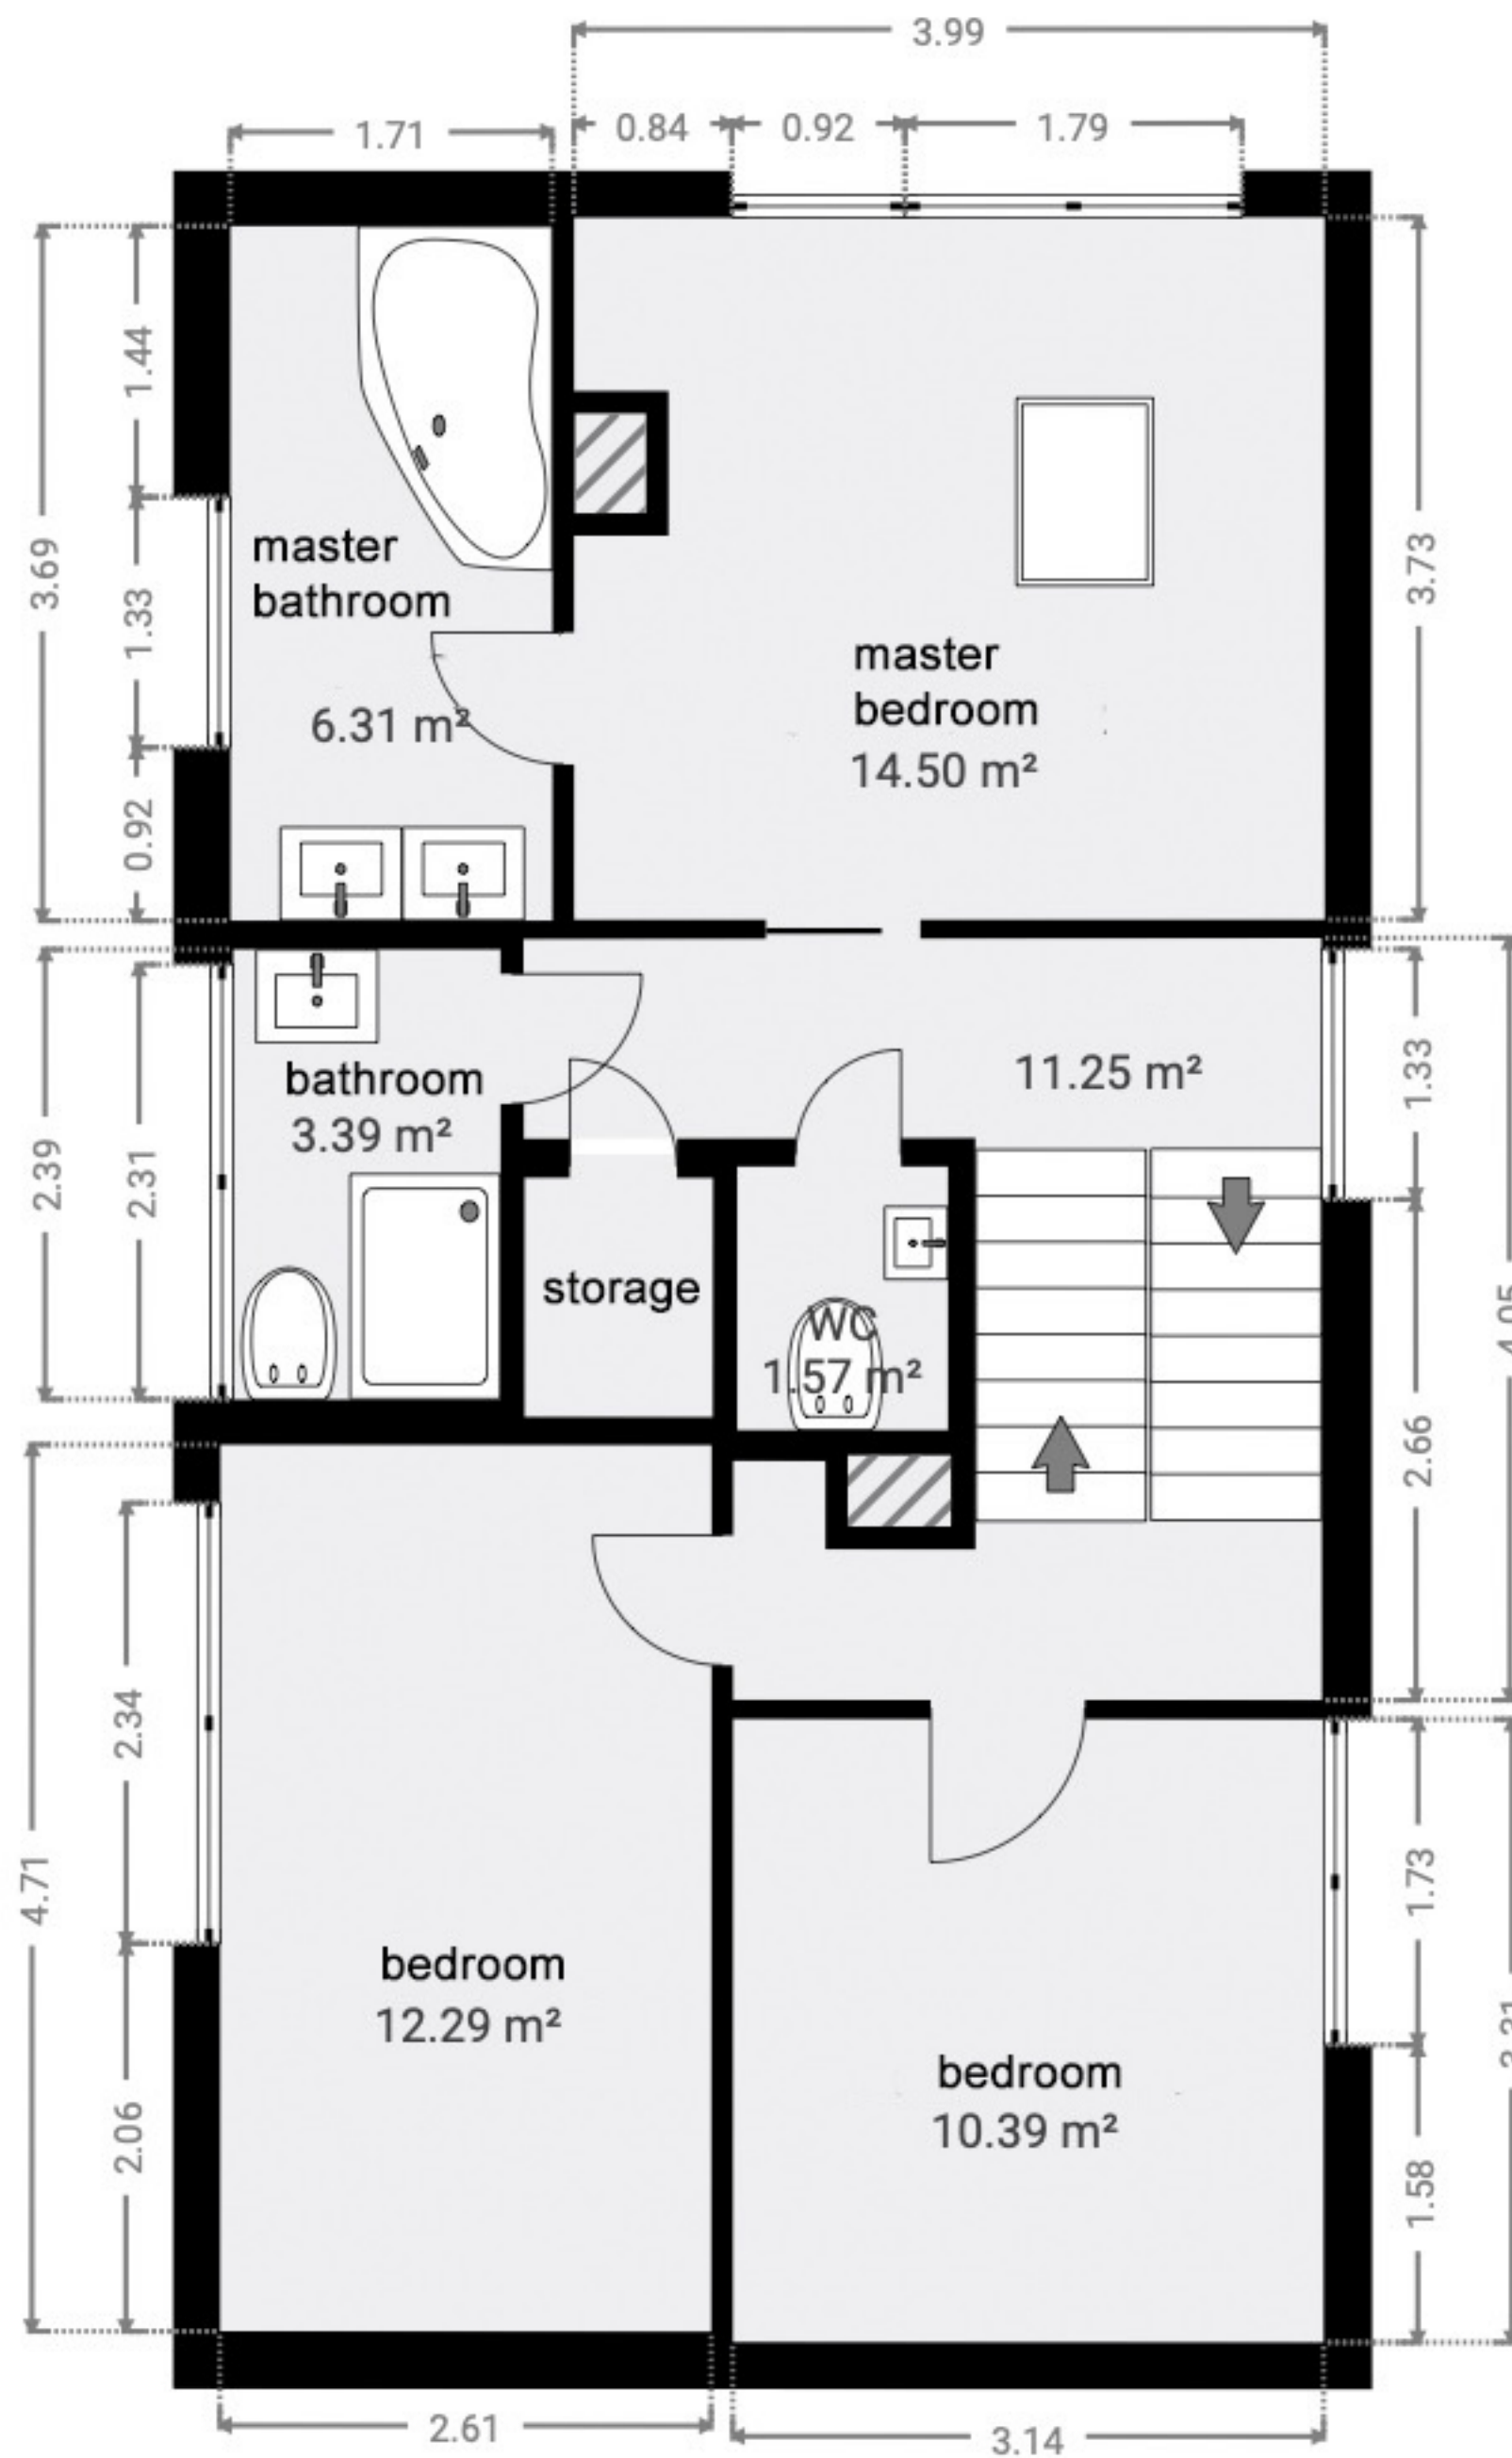 3.99
1.71
0.84
0.92
1.79
3.69
1.44
1.33
0.92
master
bathroom
6.31 m²
master
bedroom
14.50 m²
3.73
2.39
2.31
bathroom
3.39 m²
11.25 m²
1.33
storage
WC
1.57 m²
2.66
4.71
2.34
2.06
bedroom
12.29 m²
bedroom
10.39 m²
1.73
1.58
2.61
3.14